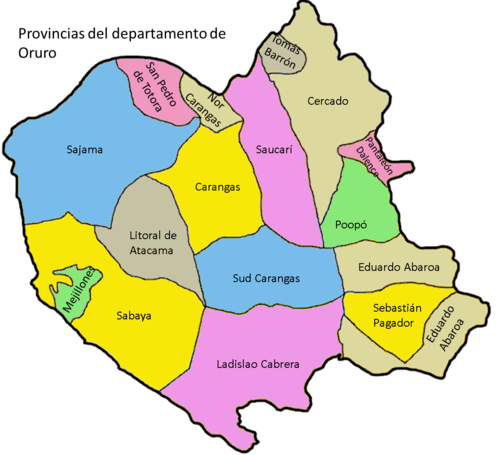 Provincias del departamento de
Oruro
Tomás
Barrón
San Pedro
de Totora
Nor
Carangas
Cercado
Sajama
Saucarí
Pantaleón
Dalence
Carangas
Poopó
Litoral de
Atacama
Eduardo Abaroa
Sud Carangas
Mejillones
Sabaya
Sebastián
Pagador
Eduardo
Abaroa
Ladislao Cabrera